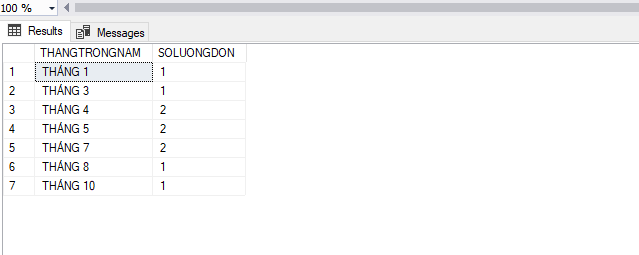 100 %
Results Messages
THANGTRONGNAM SOLUONGDON
1 THÁNG 1 1
2 THÁNG 3 1
3 THÁNG 4 2
4 THÁNG 5 2
5 THÁNG 7 2
6 THÁNG 8 1
7 THÁNG 10 1